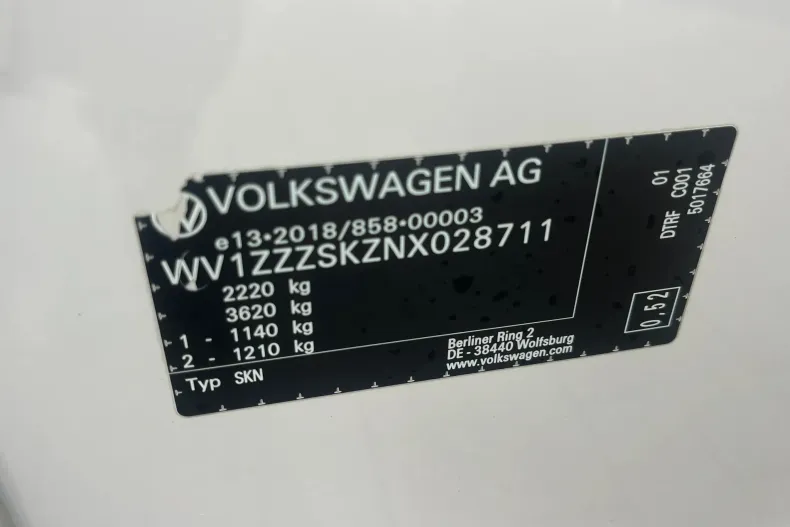 VOLKSWAGEN AG
e13*2018/858*00003
WV1ZZZSKZNX028711
2220 kg
3620 kg
1 - 1140 kg
2 - 1210 kg
Typ SKN
Berliner Ring 2
DE - 38440 Wolfsburg
www.volkswagen.com
01
DTRF C001
5017664
0,52